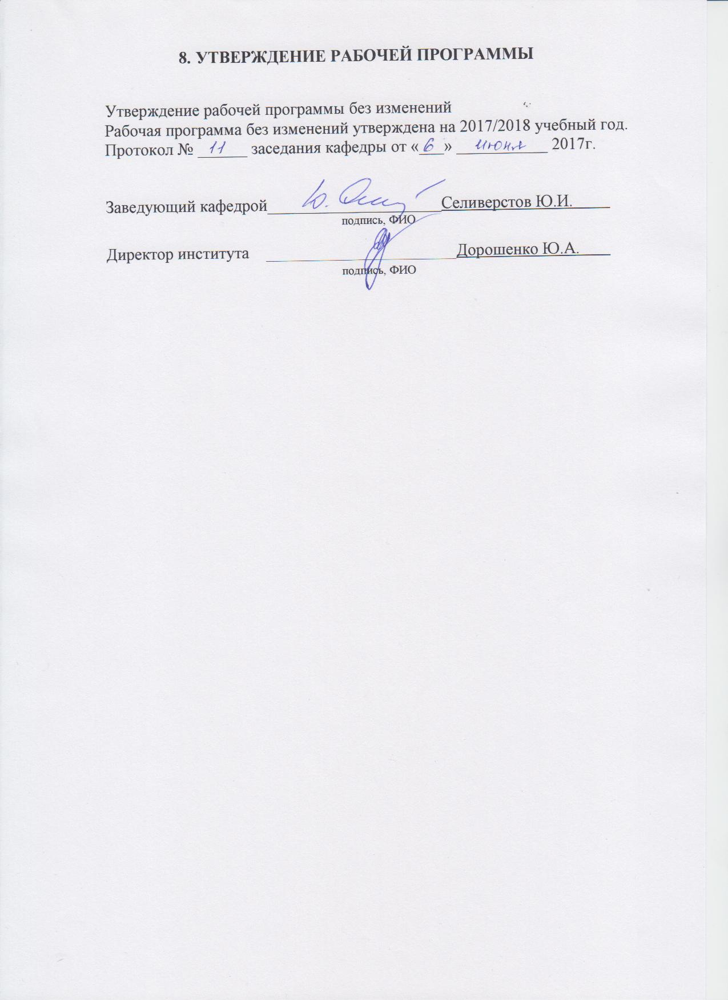 8. УТВЕРЖДЕНИЕ РАБОЧЕЙ ПРОГРАММЫ
Утверждение рабочей программы без изменений
Рабочая программа без изменений утверждена на 2017/2018 учебный год.
Протокол № 11 заседания кафедры от «6» июня 2017г.
Заведующий кафедрой Селиверстов Ю.И.
подпись, ФИО
Директор института Дорошенко Ю.А.
подпись, ФИО